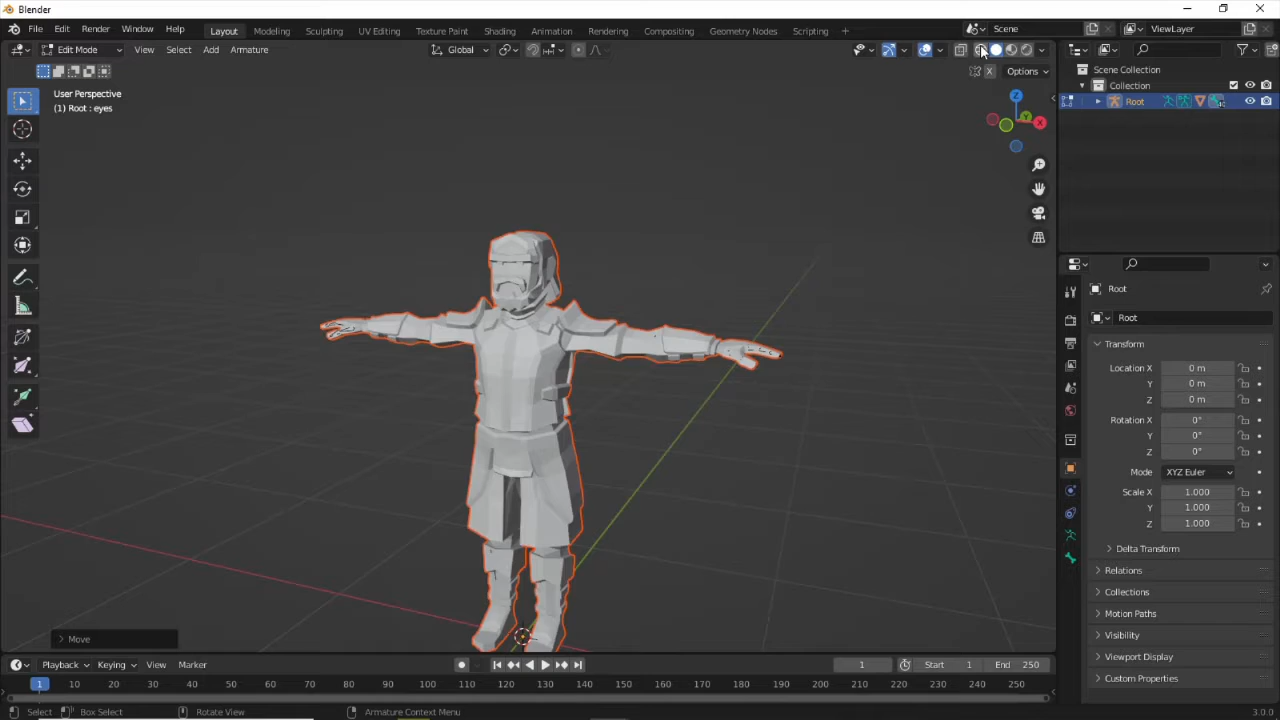 Blender
File Edit Render Window Help Layout Modeling Sculpting UV Editing Texture Paint Shading Animation Rendering Compositing Geometry Nodes Scripting + Scene ViewLayer
Edit Mode View Select Add Armature Global
X Options
User Perspective
(1) Root : eyes
Z
Y
X
Move
Scene Collection
Collection
Root
Root
Root
Transform
Location X 0 m
Y 0 m
Z 0 m
Rotation X 0°
Y 0°
Z 0°
Mode XYZ Euler
Scale X 1.000
Y 1.000
Z 1.000
Delta Transform
Relations
Collections
Motion Paths
Visibility
Viewport Display
Custom Properties
Playback Keying View Marker 1 Start 1 End 250
1 10 20 30 40 50 60 70 80 90 100 110 120 130 140 150 160 170 180 190 200 210 220 230 240 250
Select Box Select Rotate View Armature Context Menu 3.0.0